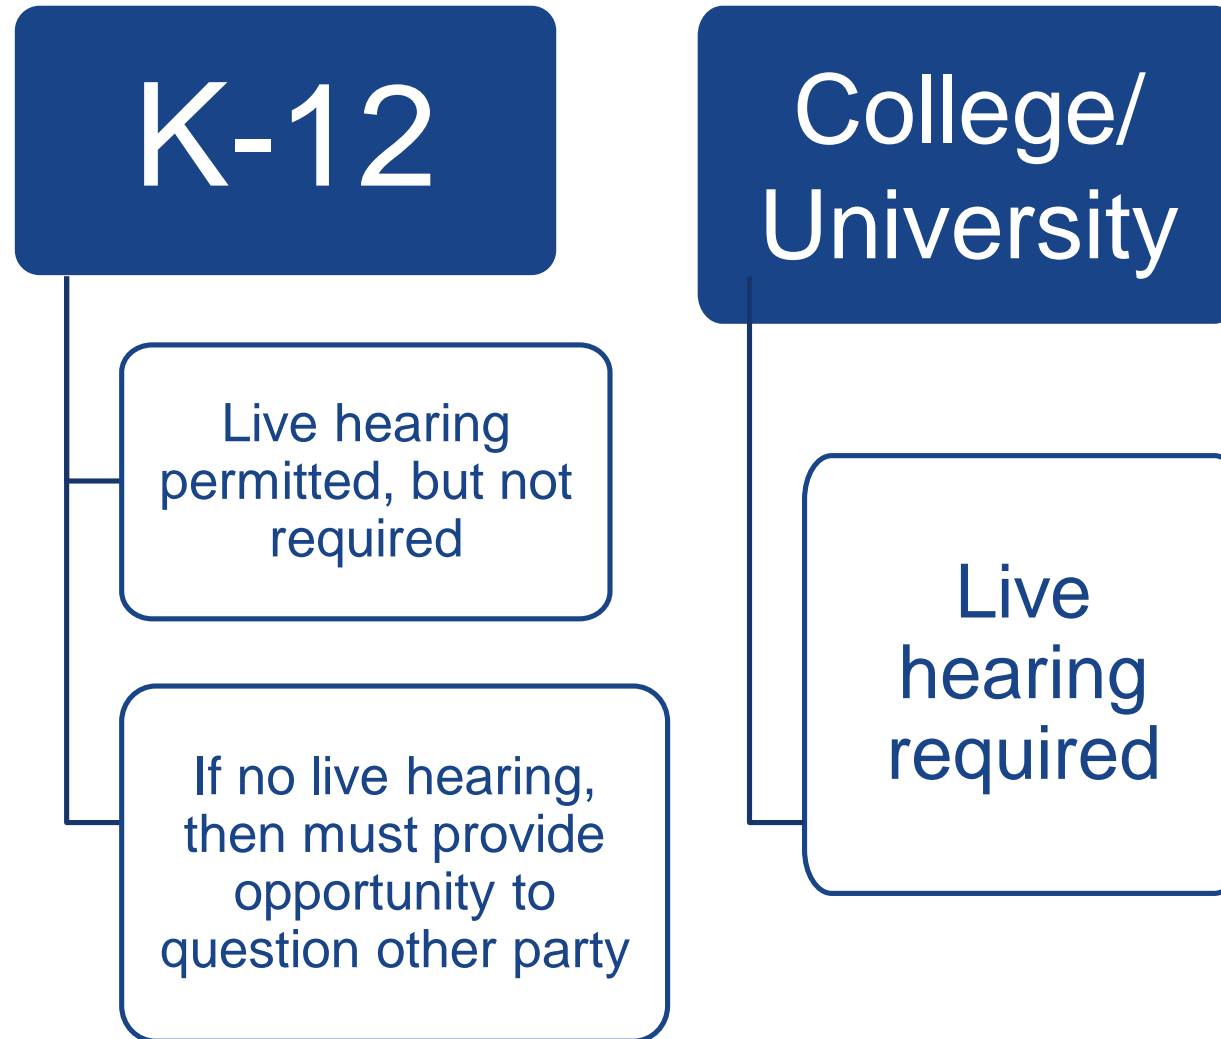 K-12
Live hearing
permitted, but not
required
If no live hearing,
then must provide
opportunity to
question other party
College/
University
Live
hearing
required